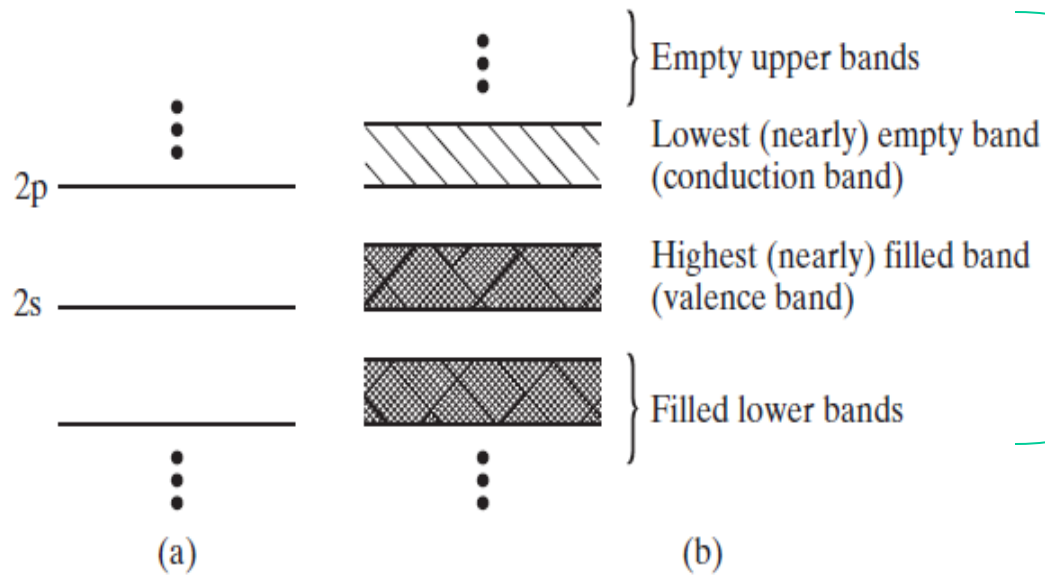 Empty upper bands
Lowest (nearly) empty band
(conduction band)
2p
Highest (nearly) filled band
(valence band)
2s
Filled lower bands
(a)
(b)